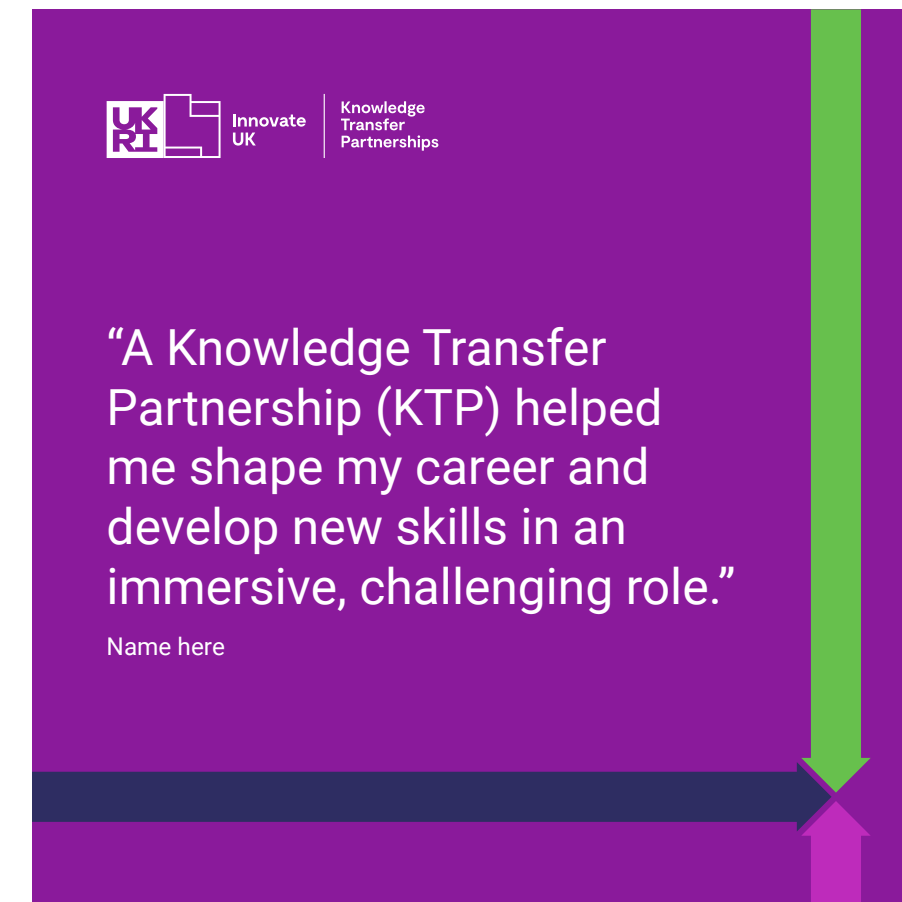 UK
RI
Innovate
UK
Knowledge
Transfer
Partnerships
“A Knowledge Transfer
Partnership (KTP) helped
me shape my career and
develop new skills in an
immersive, challenging role.”
Name here